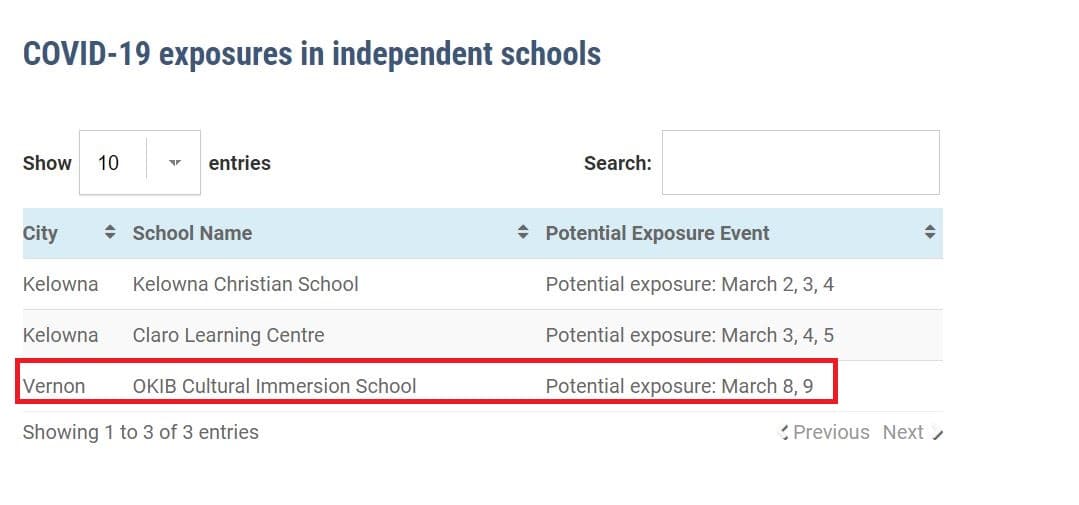 COVID-19 exposures in independent schools
Show 10 entries Search:
City School Name Potential Exposure Event
Kelowna Kelowna Christian School Potential exposure: March 2, 3, 4
Kelowna Claro Learning Centre Potential exposure: March 3, 4, 5
Vernon OKIB Cultural Immersion School Potential exposure: March 8, 9
Showing 1 to 3 of 3 entries Previous Next